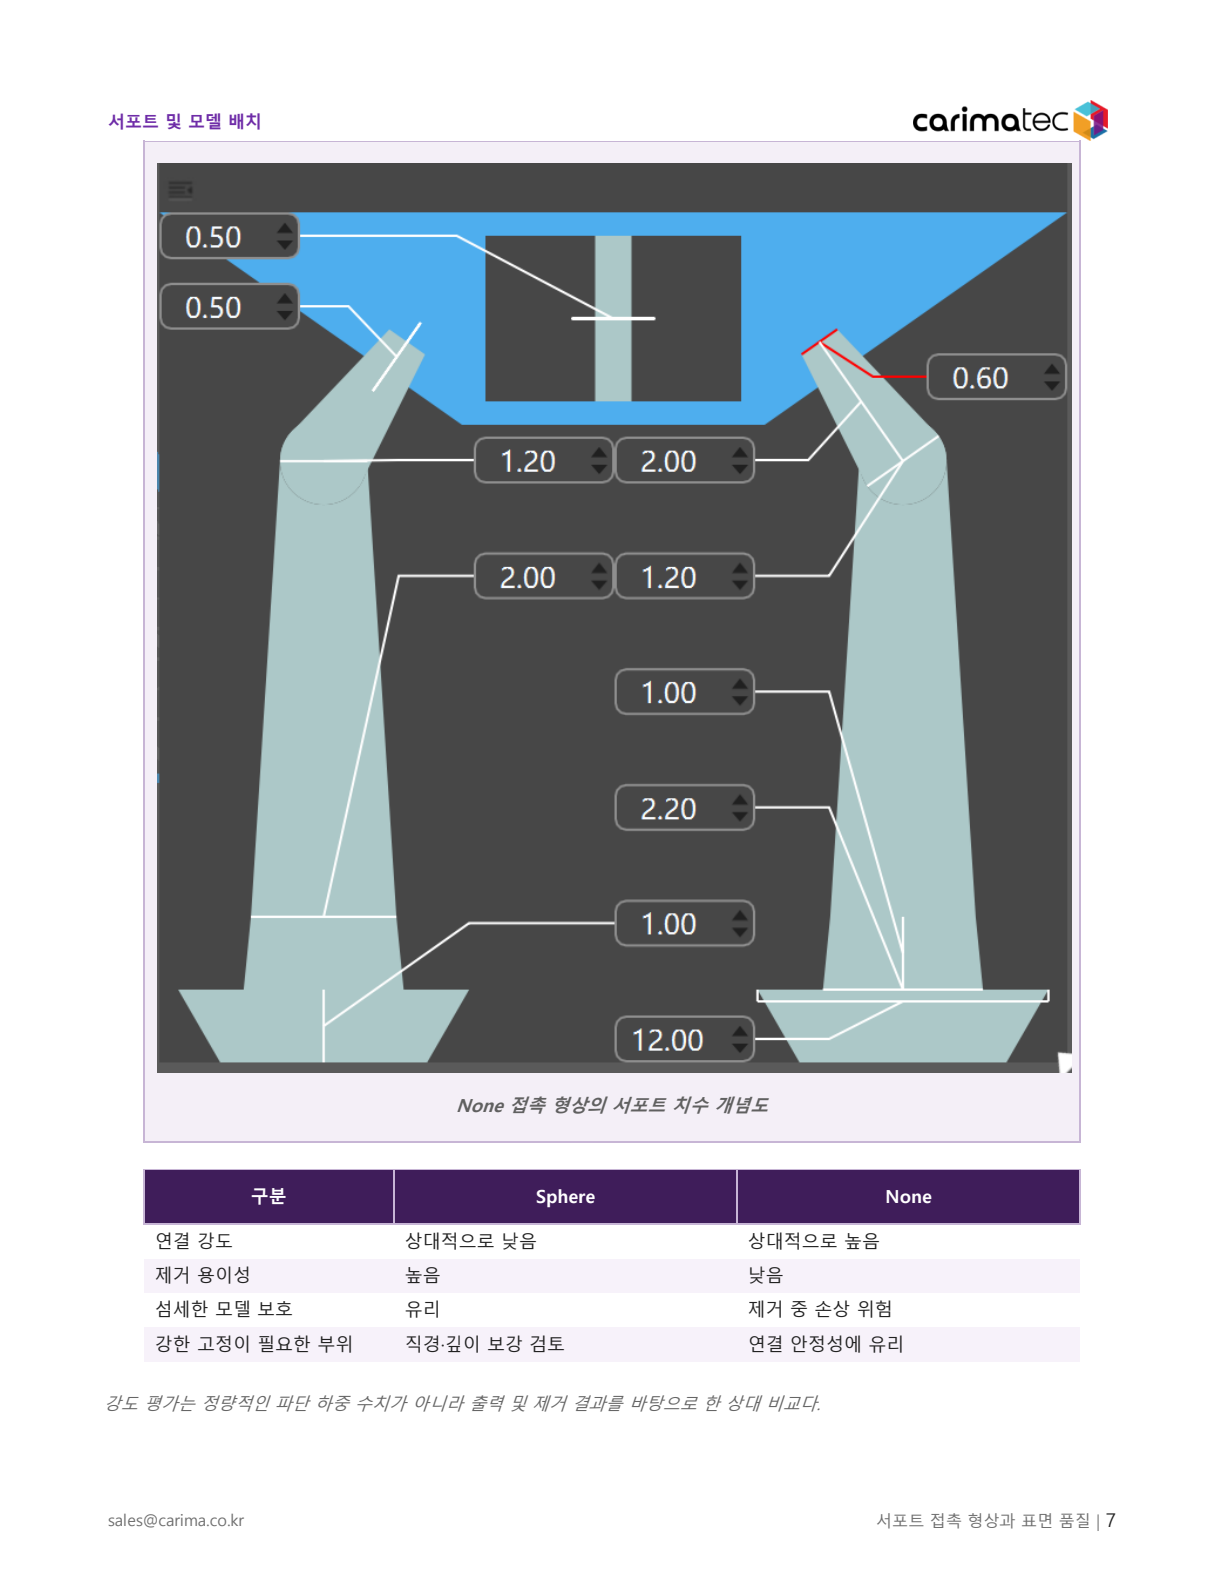 서포트 및 모델 배치
carimatec
0.50
0.50
0.60
1.20
2.00
2.00
1.20
1.00
2.20
1.00
12.00
None 접촉 형상의 서포트 치수 개념도
구분 Sphere None
연결 강도 상대적으로 낮음 상대적으로 높음
제거 용이성 높음 낮음
섬세한 모델 보호 유리 제거 중 손상 위험
강한 고정이 필요한 부위 직경·깊이 보강 검토 연결 안정성에 유리
강도 평가는 정량적인 파단 하중 수치가 아니라 출력 및 제거 결과를 바탕으로 한 상대 비교다.
sales@carima.co.kr
서포트 접촉 형상과 표면 품질 | 7